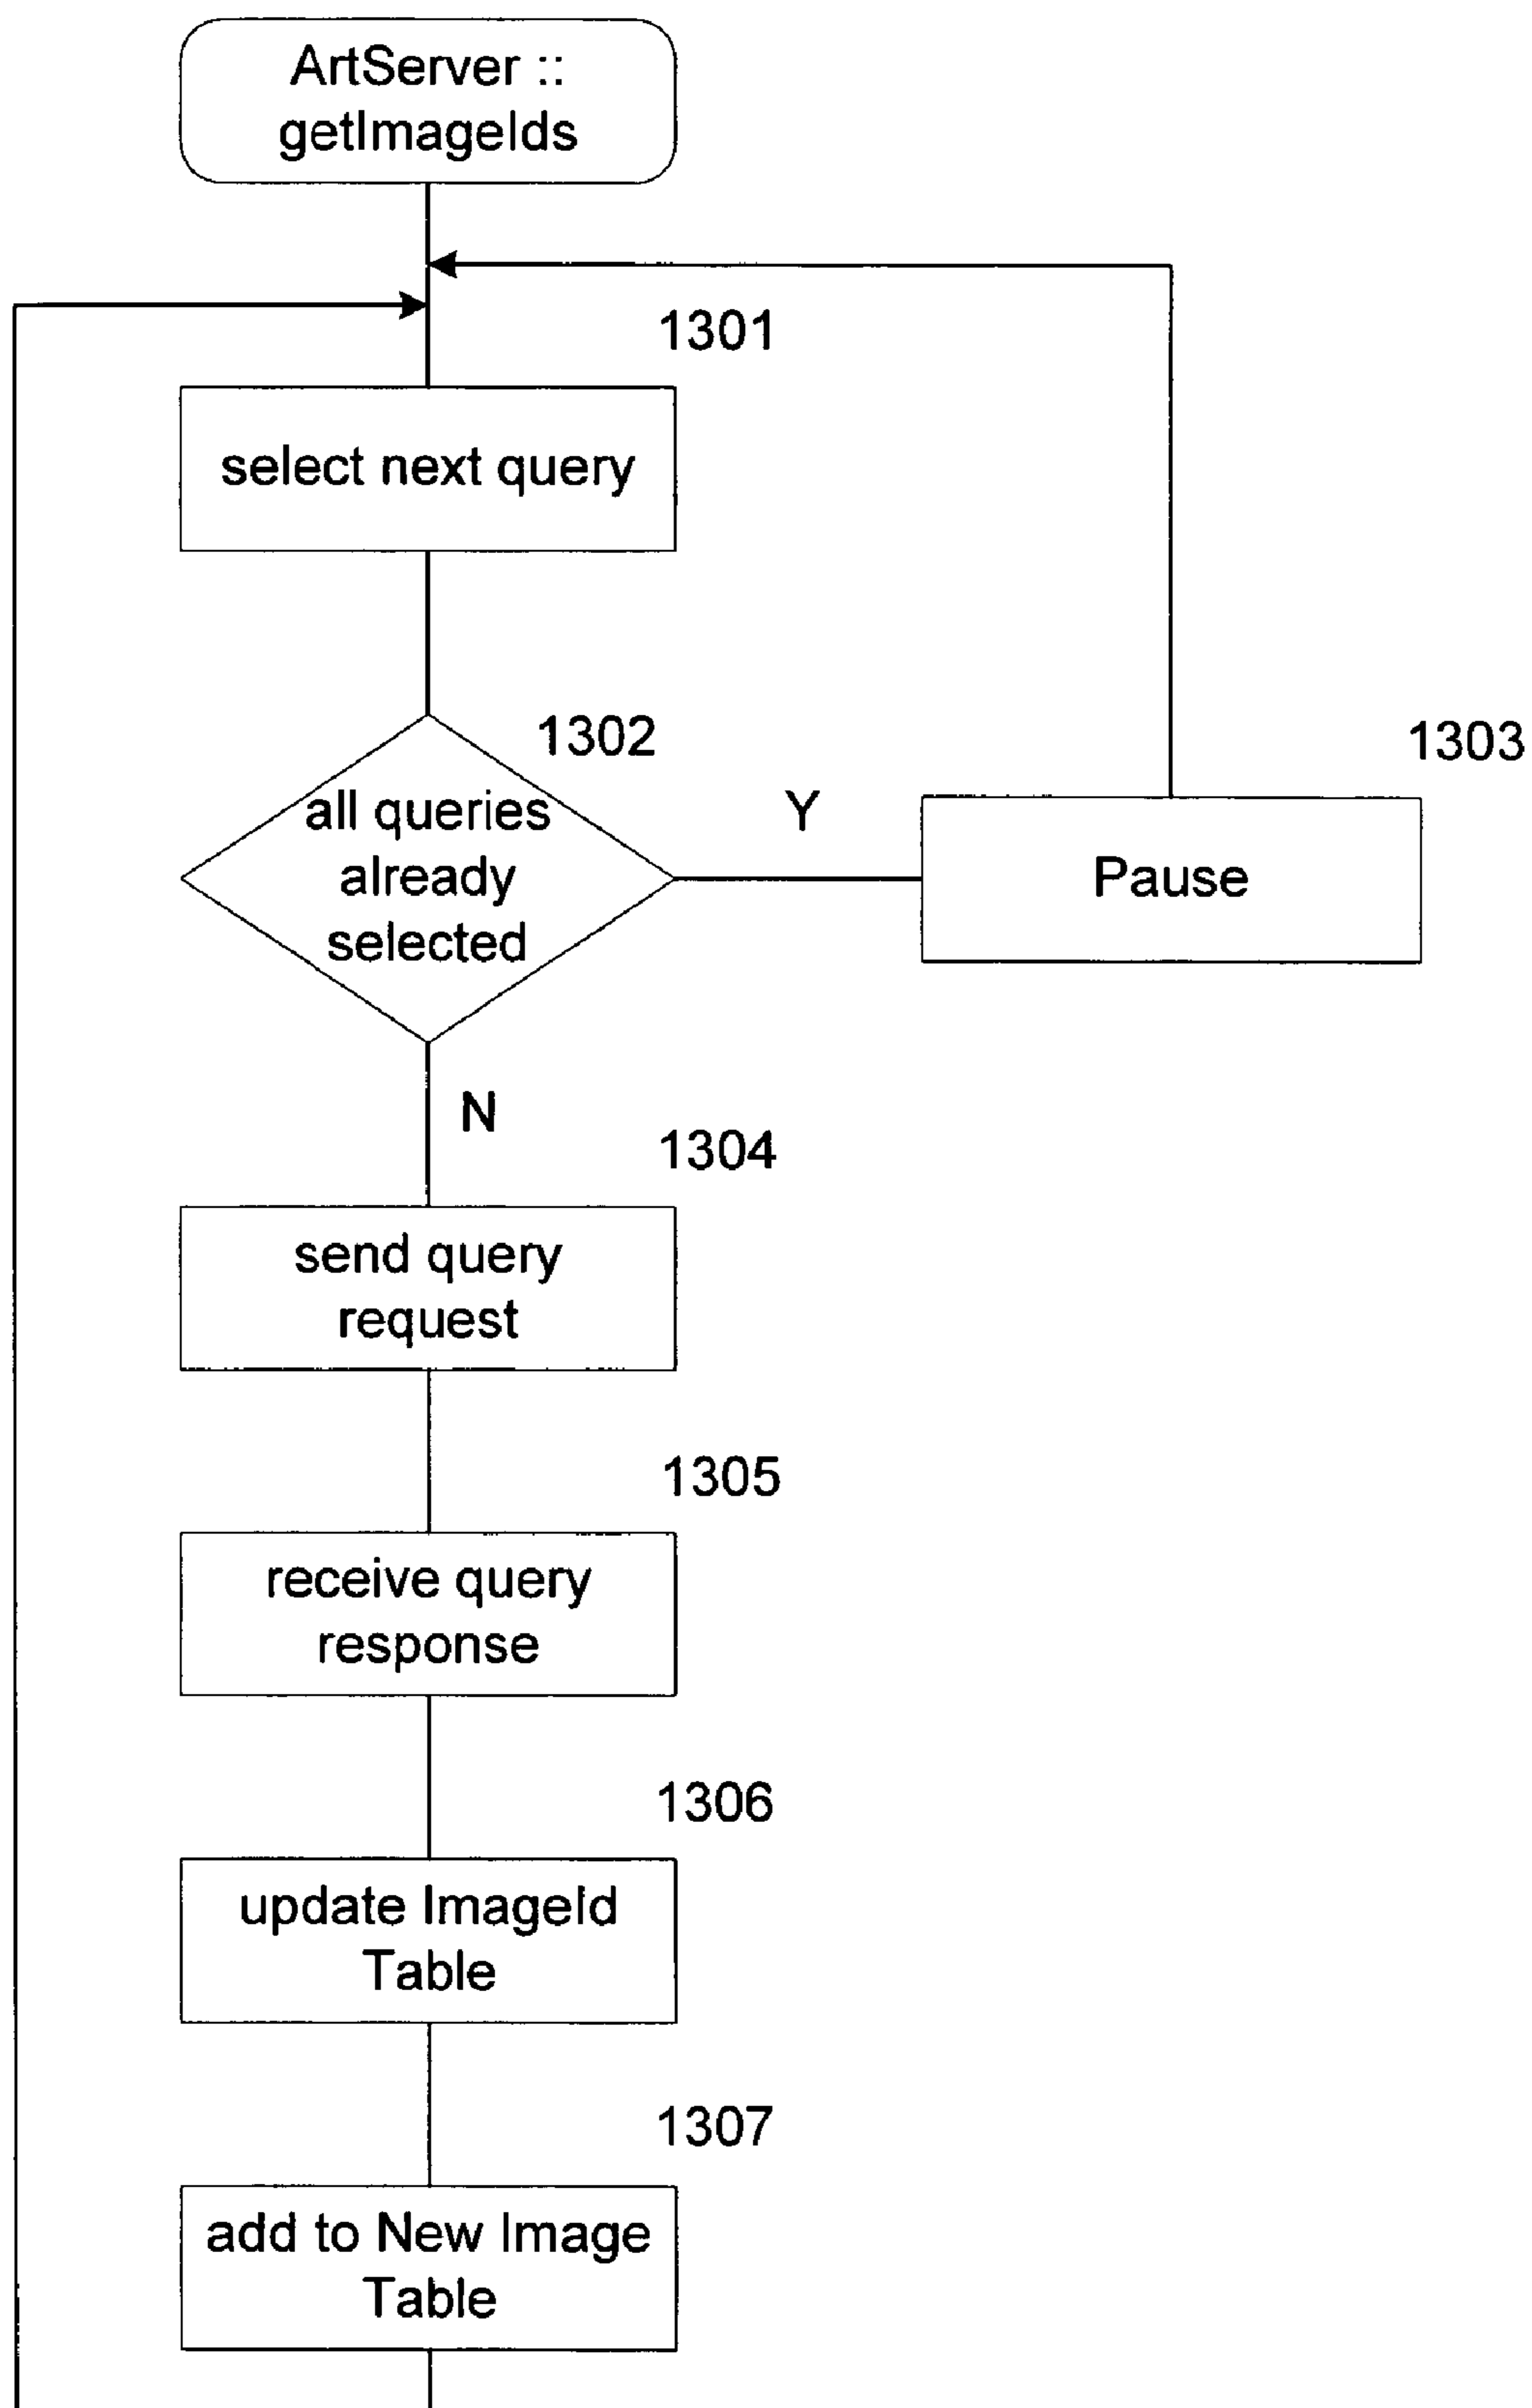 ArtServer ::
getImageIds
1301
select next query
1302
all queries
already
selected
Y
1303
Pause
N
1304
send query
request
1305
receive query
response
1306
update ImageId
Table
1307
add to New Image
Table